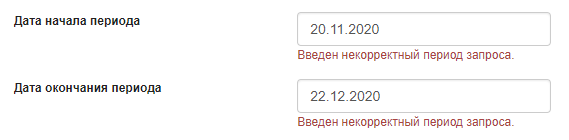 Дата начала периода
20.11.2020
Введен некорректный период запроса.
Дата окончания периода
22.12.2020
Введен некорректный период запроса.